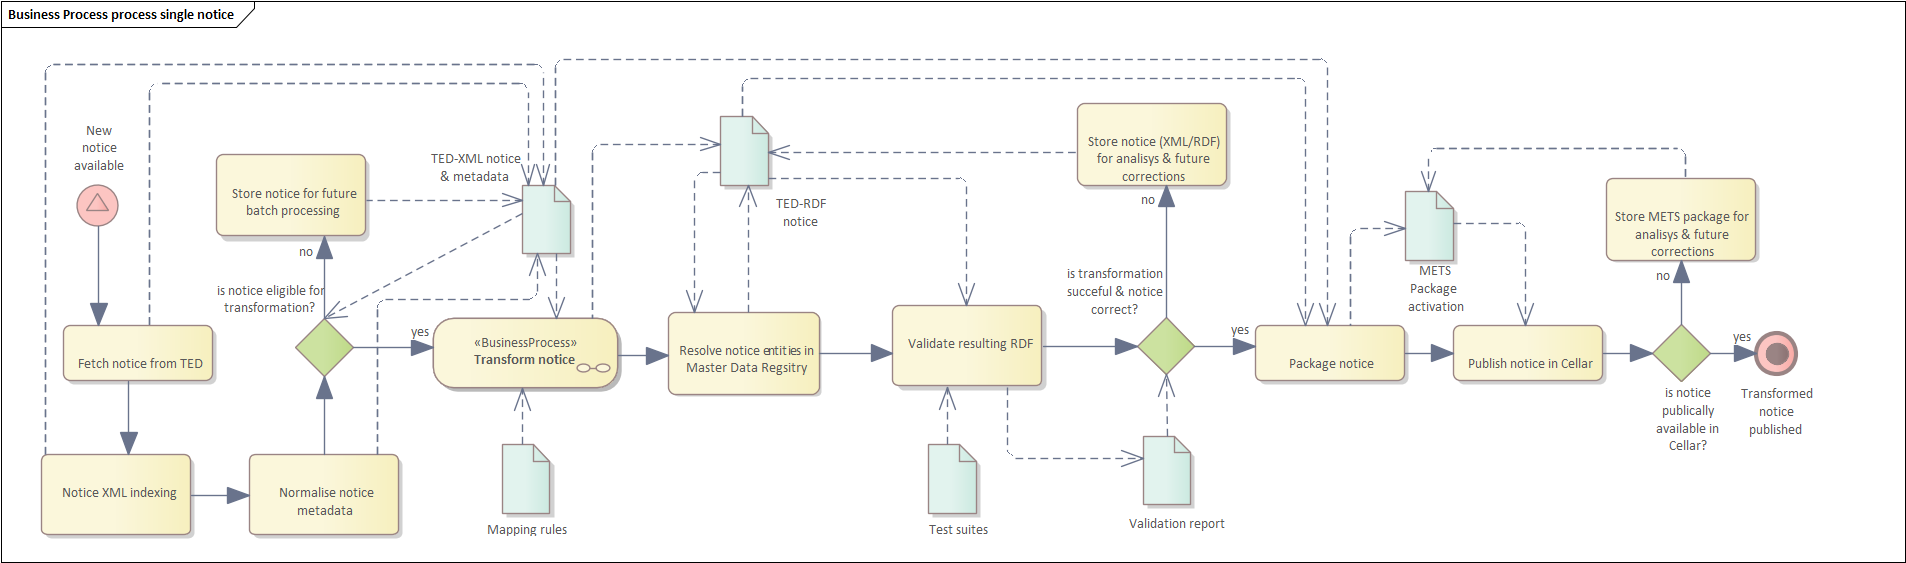 Business Process process single notice
New
notice
available
Store notice for future
batch processing
TED-XML notice
& metadata
no
is notice eligible for
transformation?
yes
Fetch notice from TED
Notice XML indexing
Normalise notice
metadata
«BusinessProcess»
Transform notice
Mapping rules
TED-RDF
notice
Resolve notice entities in
Master Data Regsitry
Validate resulting RDF
Test suites
Validation report
Store notice (XML/RDF)
for analisys & future
corrections
no
is transformation
succeful & notice
correct?
yes
Package notice
METS
Package
activation
Publish notice in Cellar
Store METS package for
analisys & future
corrections
no
yes
is notice
publically
available in
Cellar?
Transformed
notice
published